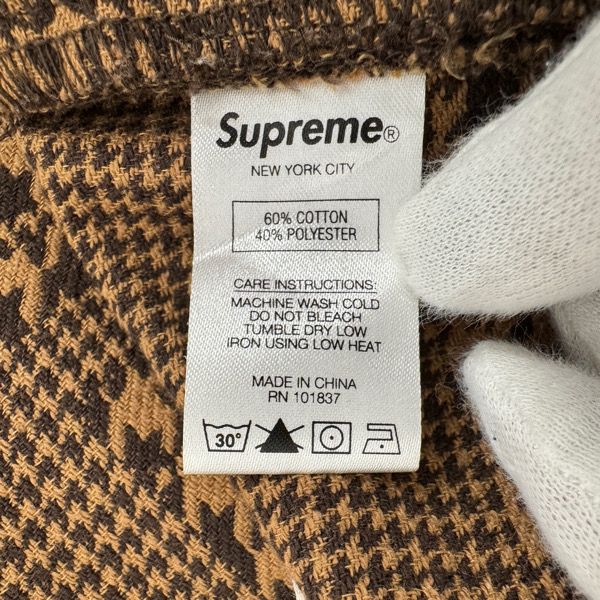 Supreme®
NEW YORK CITY
60% COTTON
40% POLYESTER
CARE INSTRUCTIONS:
MACHINE WASH COLD
DO NOT BLEACH
TUMBLE DRY LOW
IRON USING LOW HEAT
MADE IN CHINA
RN 101837
30°